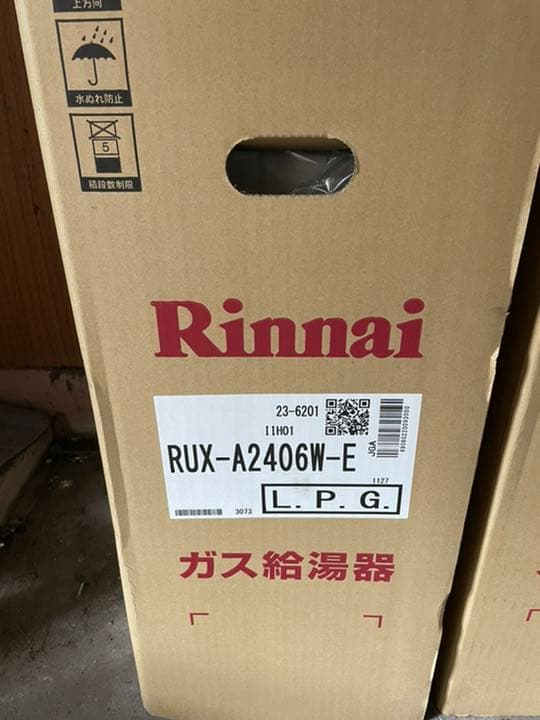 上方向
水ぬれ防止
5
積段数制限
Rinnai
23-6201
IIH01
RUX-A2406W-E
JGA
1127
L.P.G.
3073
ガス給湯器